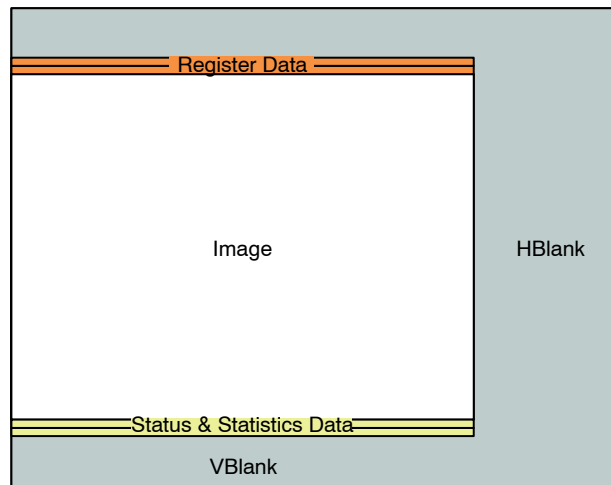 Register Data
Image
HBlank
Status & Statistics Data
VBlank